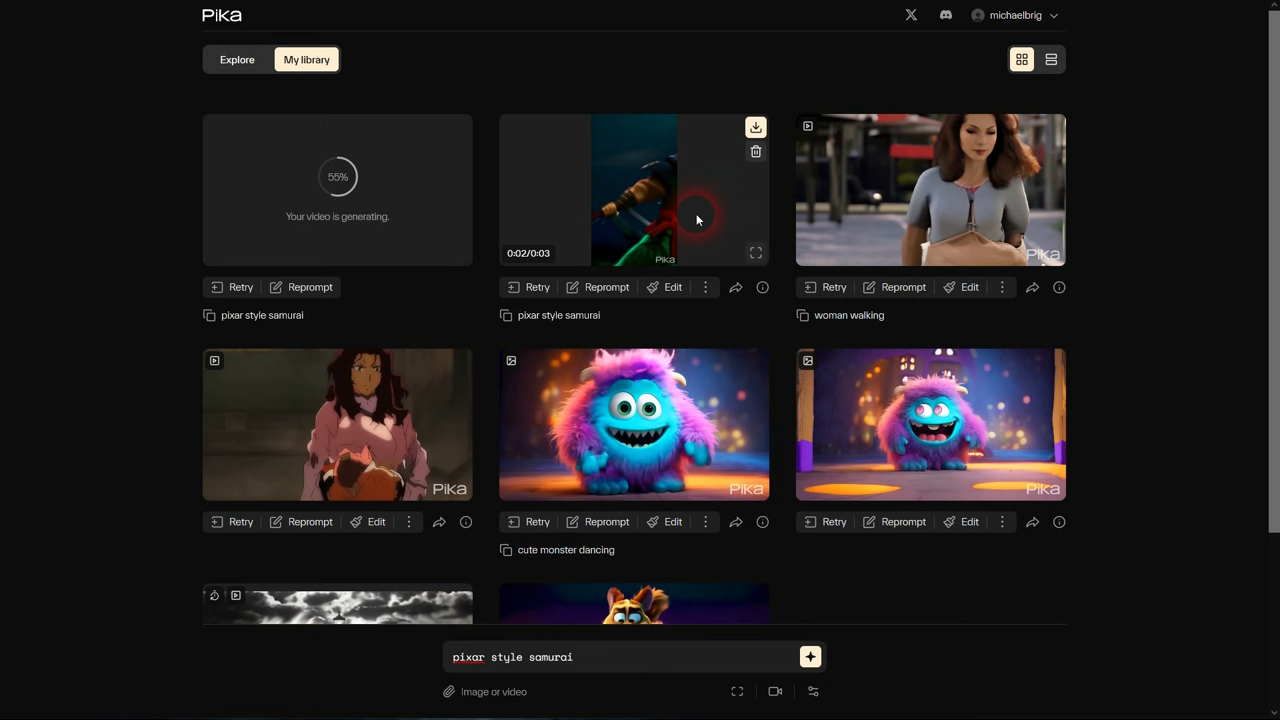 Pika
michaelbrig
Explore
My library
55%
Your video is generating.
0:02/0:03
Pika
Pika
Retry
Reprompt
Retry
Reprompt
Edit
Retry
Reprompt
Edit
pixar style samurai
pixar style samurai
woman walking
Pika
Pika
Pika
Retry
Reprompt
Edit
Retry
Reprompt
Edit
Retry
Reprompt
Edit
cute monster dancing
pixar style samurai
Image or video